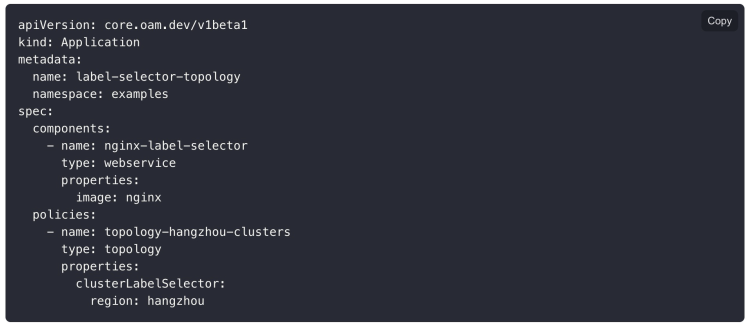 Copy
apiVersion: core.oam.dev/v1beta1
kind: Application
metadata:
  name: label-selector-topology
  namespace: examples
spec:
  components:
    - name: nginx-label-selector
      type: webservice
      properties:
        image: nginx
  policies:
    - name: topology-hangzhou-clusters
      type: topology
      properties:
        clusterLabelSelector:
          region: hangzhou